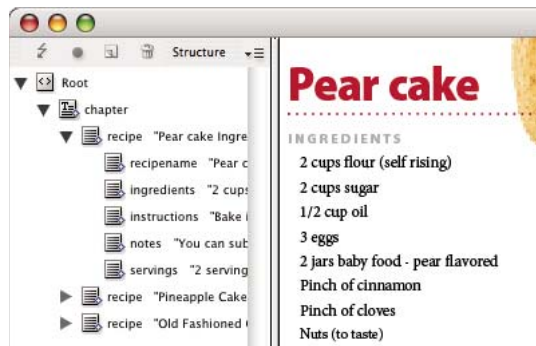 Structure
Root
chapter
recipe "Pear cake Ingre
recipename "Pear c
ingredients "2 cups
instructions "Bake i
notes "You can sub
servings "2 serving
recipe "Pineapple Cake
recipe "Old Fashioned
Pear cake
INGREDIENTS
2 cups flour (self rising)
2 cups sugar
1/2 cup oil
3 eggs
2 jars baby food - pear flavored
Pinch of cinnamon
Pinch of cloves
Nuts (to taste)